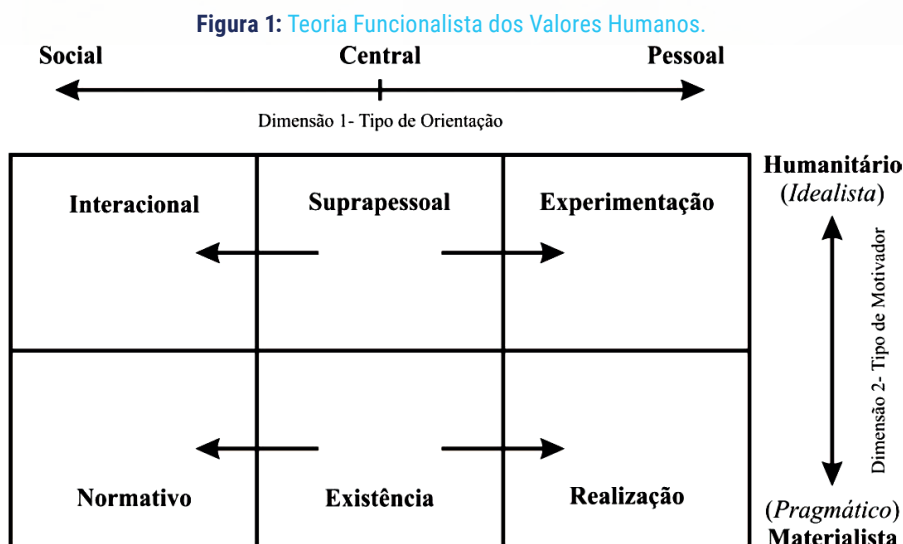 Figura 1: Teoria Funcionalista dos Valores Humanos.
Social Central Pessoal
Dimensão 1- Tipo de Orientação
Interacional Suprapessoal Experimentação
Humanitário
(Idealista)
Dimensão 2- Tipo de Motivador
Normativo Existência Realização
(Pragmático)
Materialista